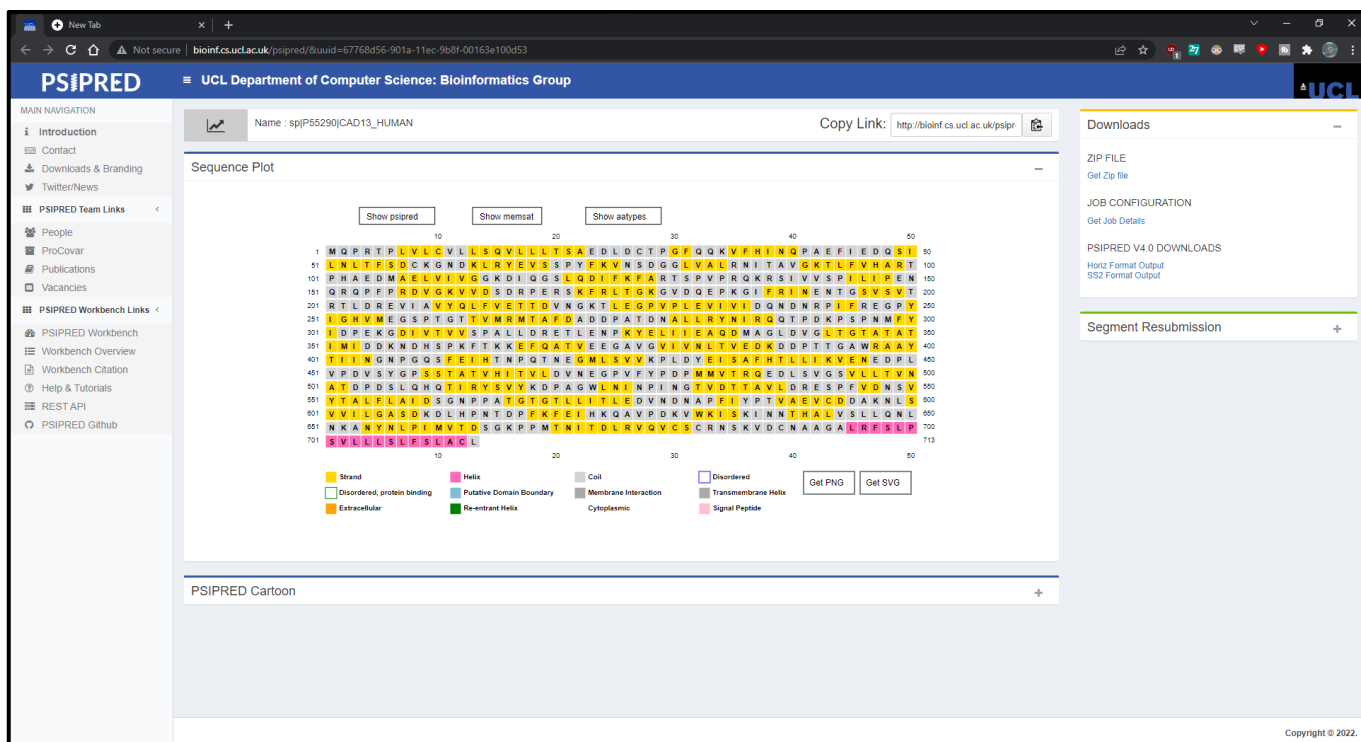 New Tab
Not secure | bioinf.cs.ucl.ac.uk/psipred/&uuid=67768d56-901a-11ec-9b8f-00163e100d53
PSIPRED
UCL Department of Computer Science: Bioinformatics Group
UCL
MAIN NAVIGATION
Introduction
Contact
Downloads & Branding
Twitter/News
PSIPRED Team Links
People
ProCovar
Publications
Vacancies
PSIPRED Workbench Links
PSIPRED Workbench
Workbench Overview
Workbench Citation
Help & Tutorials
REST API
PSIPRED Github
Name : sp|P55290|CAD13_HUMAN
Copy Link: http://bioinf.cs.ucl.ac.uk/psipr
Sequence Plot
Show psipred Show memsat Show aatypes
10 20 30 40 50
1 M Q P R T P L V L C V L L S Q V L L L T S A E D L D C T P G F Q Q K V F H I N Q P A E F I E D Q S I 50
51 L N L T F S D C K G N D K L R Y E V S S P Y F K V N S D G G L V A L R N I T A V G K T L F V H A R T 100
101 P H A E D M A E L V I V G G K D I Q G S L Q D I F K F A R T S P V P R Q K R S I V V S P I L I P E N 150
151 Q R Q P F P R D V G K V V D S D R P E R S K F R L T G K G V D Q E P K G I F R I N E N T G S V S V T 200
201 R T L D R E V I A V Y Q L F V E T T D V N G K T L E G P V P L E V I V I D Q N D N R P I F R E G P Y 250
251 I G H V M E G S P T G T T V M R M T A F D A D D P A T D N A L L R Y N I R Q Q T P D K P S P N M F Y 300
301 I D P E K G D I V T V V S P A L L D R E T L E N P K Y E L I I E A Q D M A G L D V G L T G T A T A T 350
351 I M I D D K N D H S P K F T K K E F Q A T V E E G A V G V I V N L T V E D K D D P T T G A W R A A Y 400
401 T I I N G N P G Q S F E I H T N P Q T N E G M L S V V K P L D Y E I S A F H T L L I K V E N E D P L 450
451 V P D V S Y G P S S T A T V H I T V L D V N E G P V F Y P D P M M V T R Q E D L S V G S V L L T V N 500
501 A T D P D S L Q H Q T I R Y S V Y K D P A G W L N I N P I N G T V D T T A V L D R E S P F V D N S V 550
551 Y T A L F L A I D S G N P P A T G T G T L L I T L E D V N D N A P F I Y P T V A E V C D D A K N L S 600
601 V V I L G A S D K D L H P N T D P F K F E I H K Q A V P D K V W K I S K I N N T H A L V S L L Q N L 650
651 N K A N Y N L P I M V T D S G K P P M T N I T D L R V Q V C S C R N S K V D C N A A G A L R F S L P 700
701 S V L L L S L F S L A C L 713
10 20 30 40 50
Strand Helix Coil Disordered
Disordered, protein binding Putative Domain Boundary Membrane Interaction Transmembrane Helix
Extracellular Re-entrant Helix Cytoplasmic Signal Peptide
Get PNG Get SVG
PSIPRED Cartoon
Downloads
ZIP FILE
Get Zip file
JOB CONFIGURATION
Get Job Details
PSIPRED V4.0 DOWNLOADS
Horiz Format Output
SS2 Format Output
Segment Resubmission
Copyright © 2022.